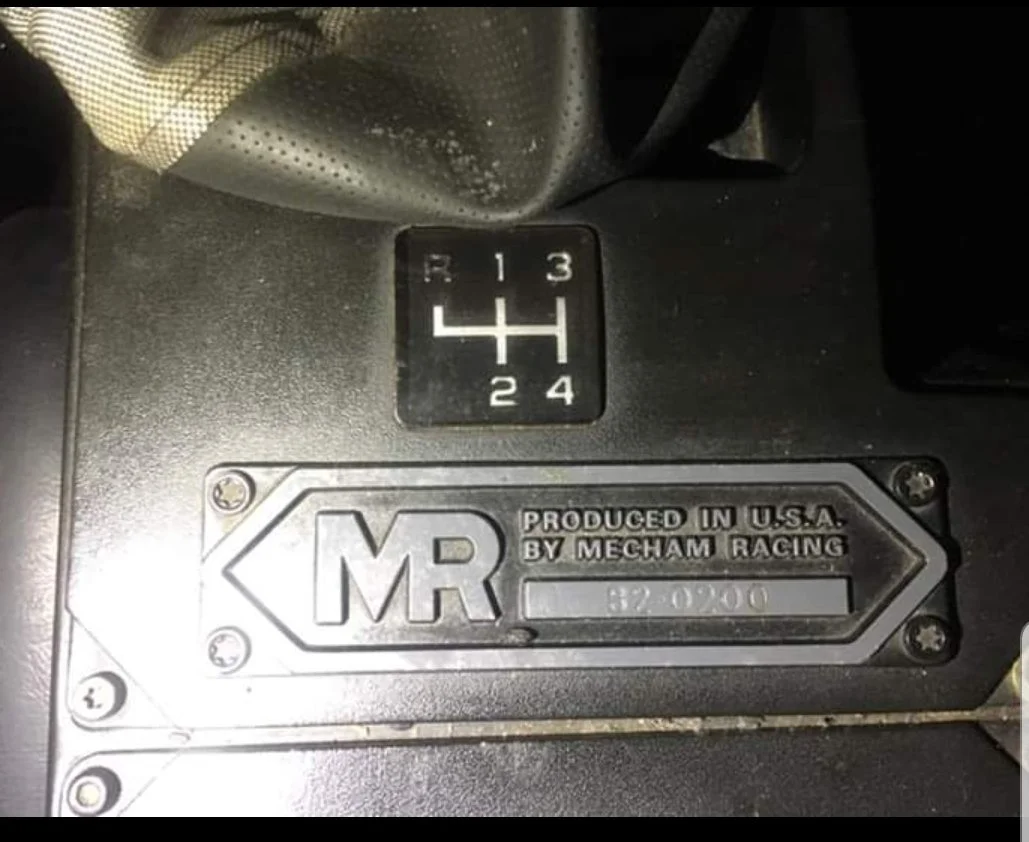 R 1 3
2 4
MR
PRODUCED IN U.S.A.
BY MECHAM RACING
82-0200